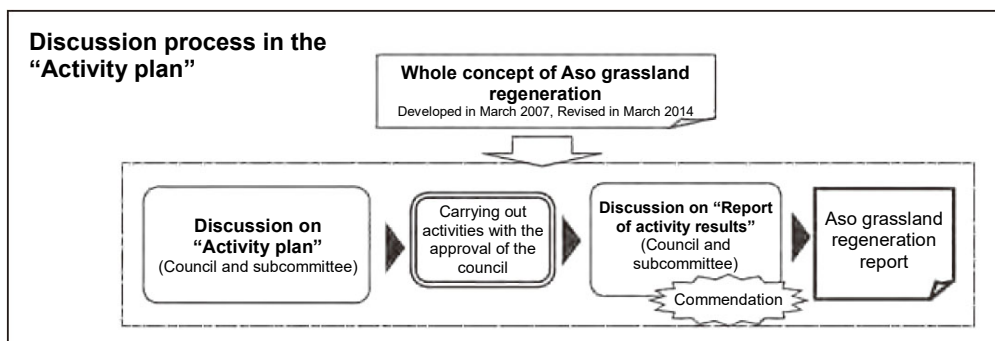 Discussion process in the
“Activity plan”
Whole concept of Aso grassland
regeneration
Developed in March 2007, Revised in March 2014
Discussion on
“Activity plan”
(Council and subcommittee)
Carrying out
activities with the
approval of the
council
Discussion on “Report
of activity results”
(Council and
subcommittee)
Commendation
Aso grassland
regeneration
report